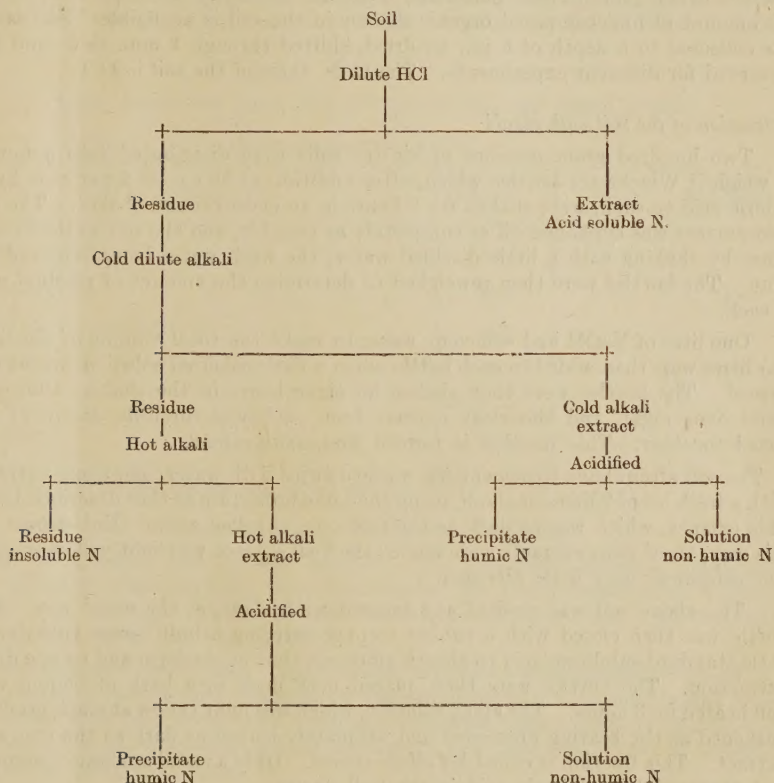 Soil
Dilute HCl
Residue
Extract
Acid soluble N.
Cold dilute alkali
Residue
Hot alkali
Cold alkali
extract
Acidified
Residue
insoluble N
Hot alkali
extract
Precipitate
humic N
Solution
non-humic N
Acidified
Precipitate
humic N
Solution
non-humic N